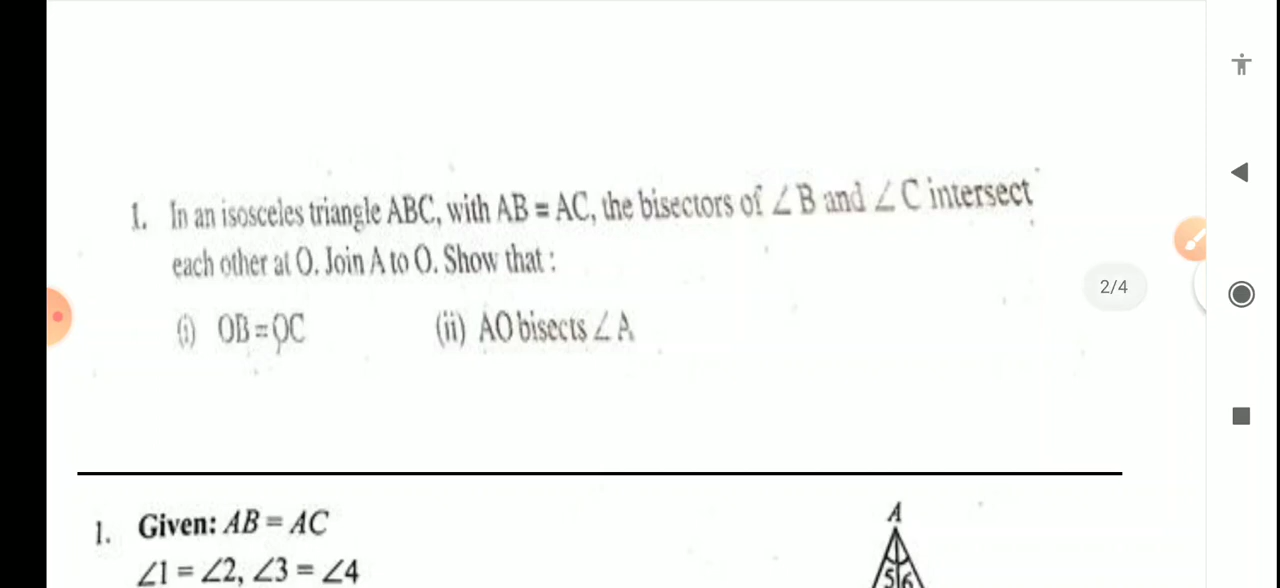 1. In an isosceles triangle ABC, with AB = AC, the bisectors of ∠B and ∠C intersect
each other at O. Join A to O. Show that :
(i) OB = OC (ii) AO bisects ∠A
2/4
1. Given: AB = AC
∠1 = ∠2, ∠3 = ∠4
A
5 6